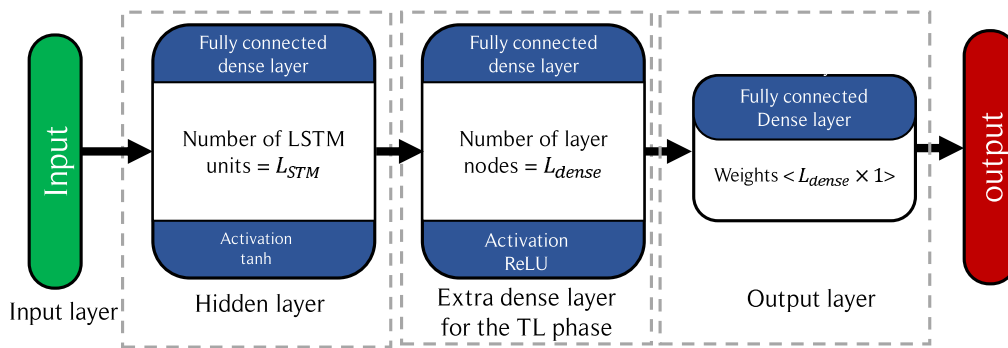 Input
Input layer
Fully connected
dense layer
Number of LSTM
units = L_STM
Activation
tanh
Hidden layer
Fully connected
dense layer
Number of layer
nodes = L_dense
Activation
ReLU
Extra dense layer
for the TL phase
Fully connected
Dense layer
Weights < L_dense × 1>
Output layer
output